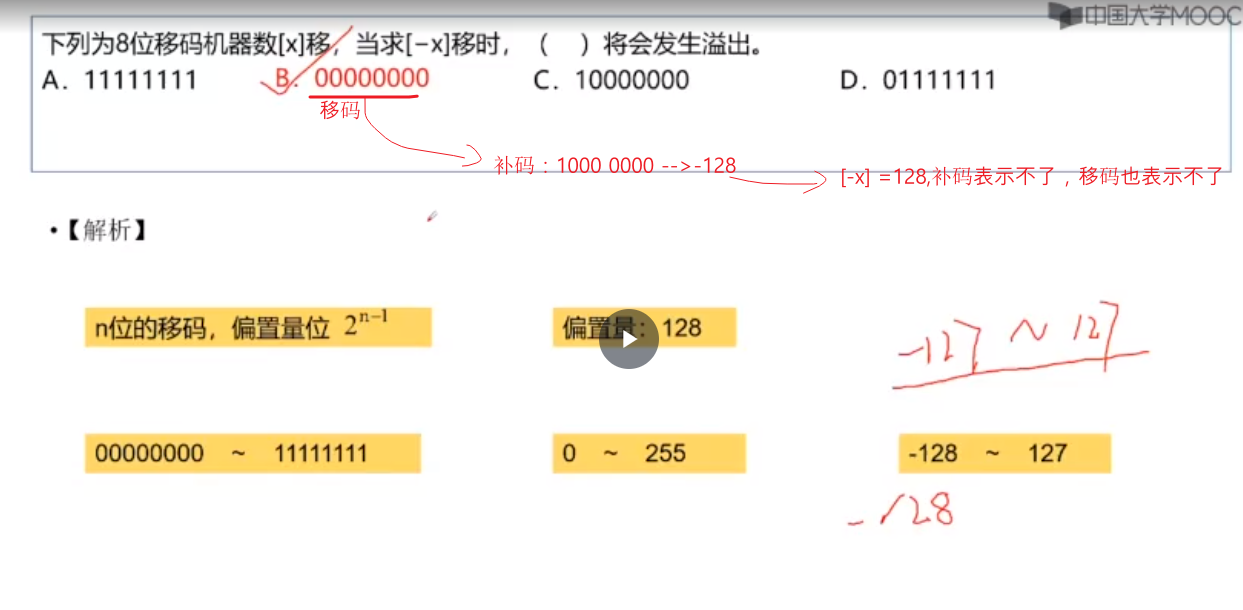 中国大学MOOC
下列为8位移码机器数[x]移，当求[-x]移时，（ ）将会发生溢出。
A．11111111 B．00000000 C．10000000 D．01111111
移码
补码：1000 0000 -->-128
[-x] =128,补码表示不了，移码也表示不了
•【解析】
n位的移码，偏置量位 2^{n-1} 偏置量：128
-127 ~ 127
00000000 ~ 11111111 0 ~ 255 -128 ~ 127
-128